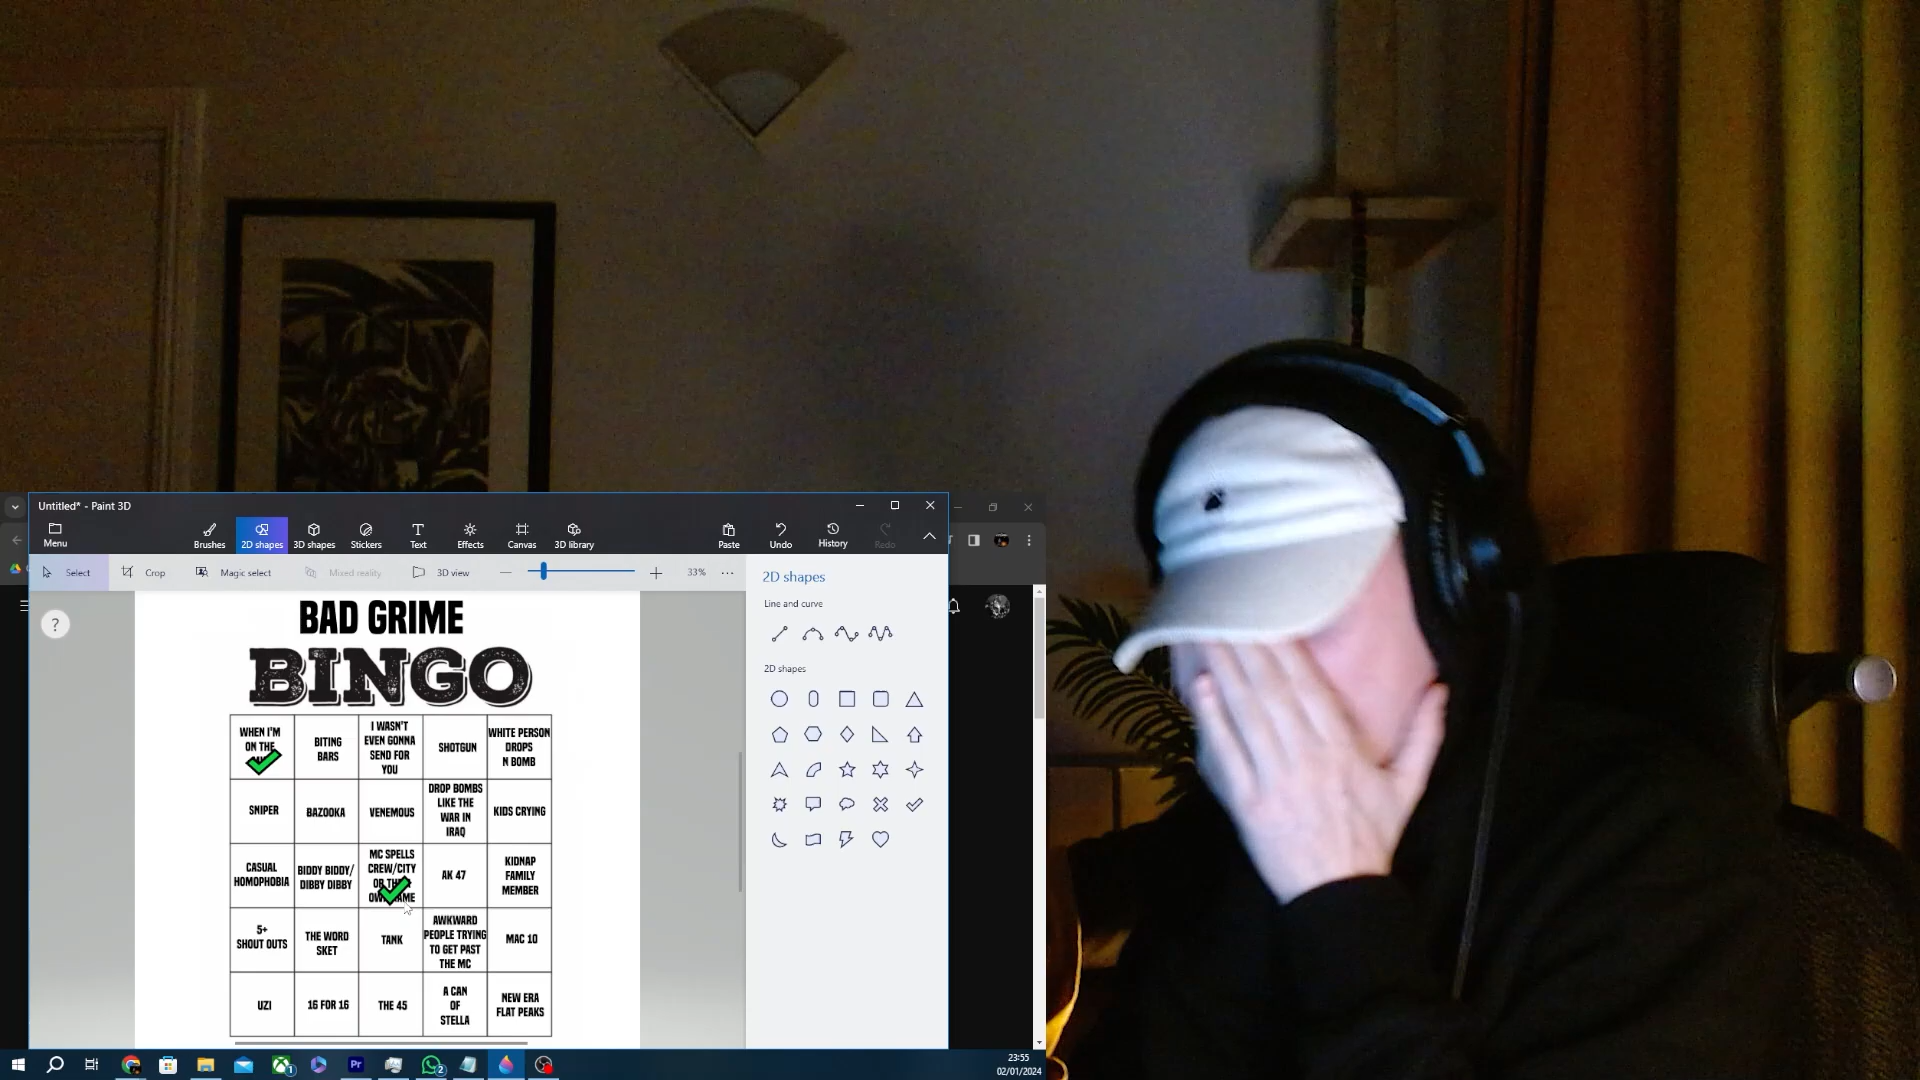 Untitled* - Paint 3D
Menu
Brushes
2D shapes
3D shapes
Stickers
Text
Effects
Canvas
3D library
Paste
Undo
History
Redo
Select
Crop
Magic select
Mixed reality
3D view
33%
2D shapes
Line and curve
2D shapes
?
BAD GRIME
BINGO
WHEN I'M
ON THE
BITING
BARS
I WASN'T
EVEN GONNA
SEND FOR
YOU
SHOTGUN
WHITE PERSON
DROPS
N BOMB
SNIPER
BAZOOKA
VENEMOUS
DROP BOMBS
LIKE THE
WAR IN
IRAQ
KIDS CRYING
CASUAL
HOMOPHOBIA
BIDDY BIDDY/
DIBBY DIBBY
MC SPELLS
CREW/CITY
OR
AK 47
KIDNAP
FAMILY
MEMBER
5+
SHOUT OUTS
THE WORD
SKET
TANK
AWKWARD
PEOPLE TRYING
TO GET PAST
THE MC
MAC 10
UZI
16 FOR 16
THE 45
A CAN
OF
STELLA
NEW ERA
FLAT PEAKS
Pr
23:55
02/01/2024